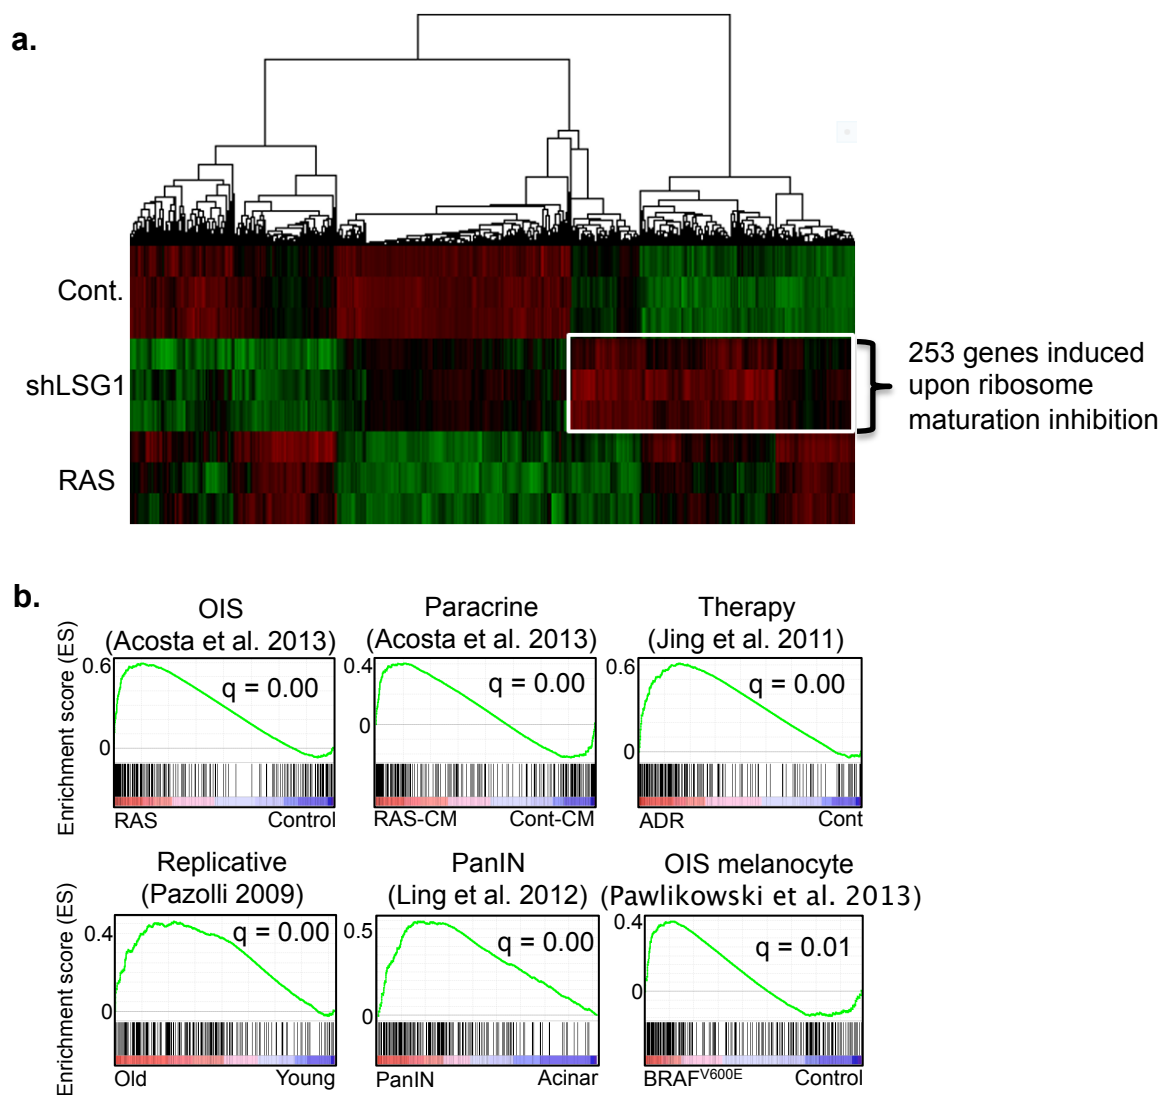 a.
Cont.
shLSG1
RAS
253 genes induced
upon ribosome
maturation inhibition
b.
OIS
(Acosta et al. 2013)
Enrichment score (ES)
0.6
0
q = 0.00
RAS
Control
Paracrine
(Acosta et al. 2013)
0.4
0
q = 0.00
RAS-CM
Cont-CM
Therapy
(Jing et al. 2011)
0.6
0
q = 0.00
ADR
Cont
Replicative
(Pazolli 2009)
Enrichment score (ES)
0.4
0
q = 0.00
Old
Young
PanIN
(Ling et al. 2012)
0.5
0
q = 0.00
PanIN
Acinar
OIS melanocyte
(Pawlikowski et al. 2013)
0.4
0
q = 0.01
BRAFV600E
Control